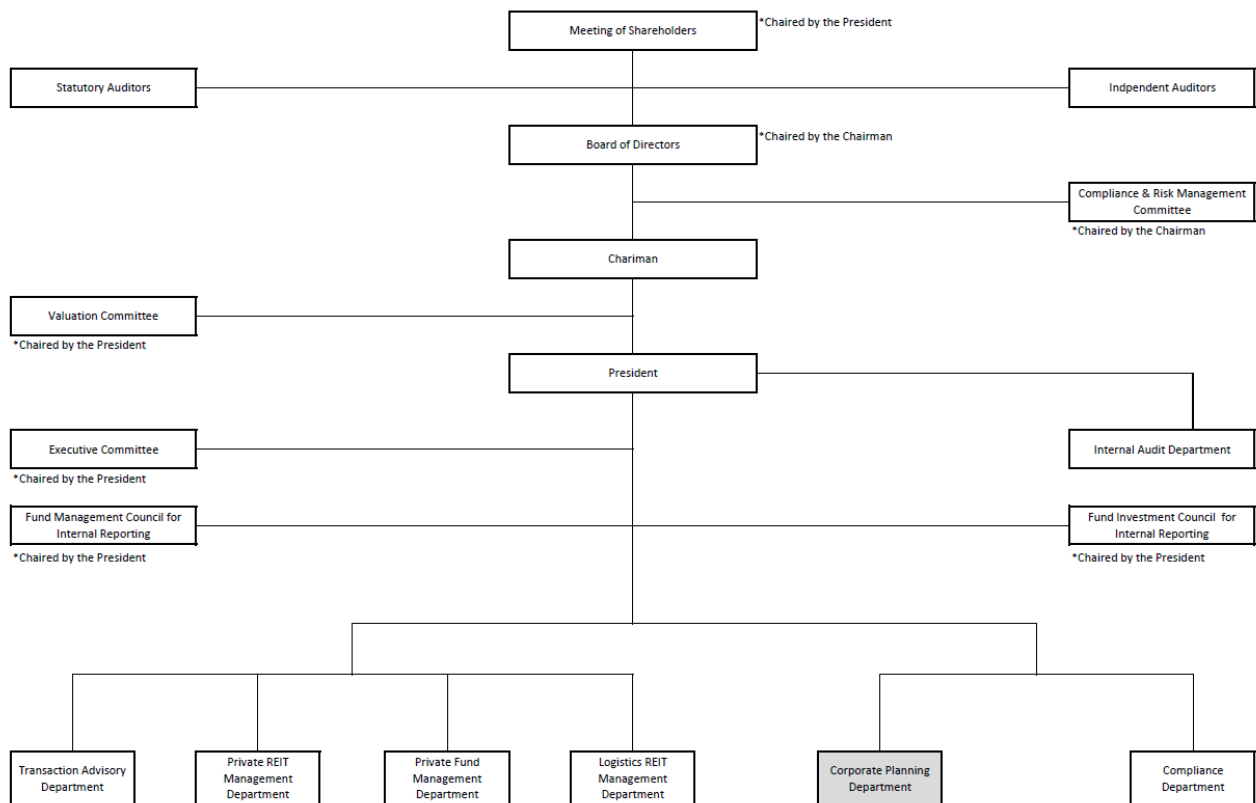 Meeting of Shareholders
*Chaired by the President
Statutory Auditors
Indpendent Auditors
Board of Directors
*Chaired by the Chairman
Compliance & Risk Management
Committee
*Chaired by the Chairman
Chariman
Valuation Committee
*Chaired by the President
President
Executive Committee
*Chaired by the President
Internal Audit Department
Fund Management Council for
Internal Reporting
*Chaired by the President
Fund Investment Council for
Internal Reporting
*Chaired by the President
Transaction Advisory
Department
Private REIT
Management
Department
Private Fund
Management
Department
Logistics REIT
Management
Department
Corporate Planning
Department
Compliance
Department